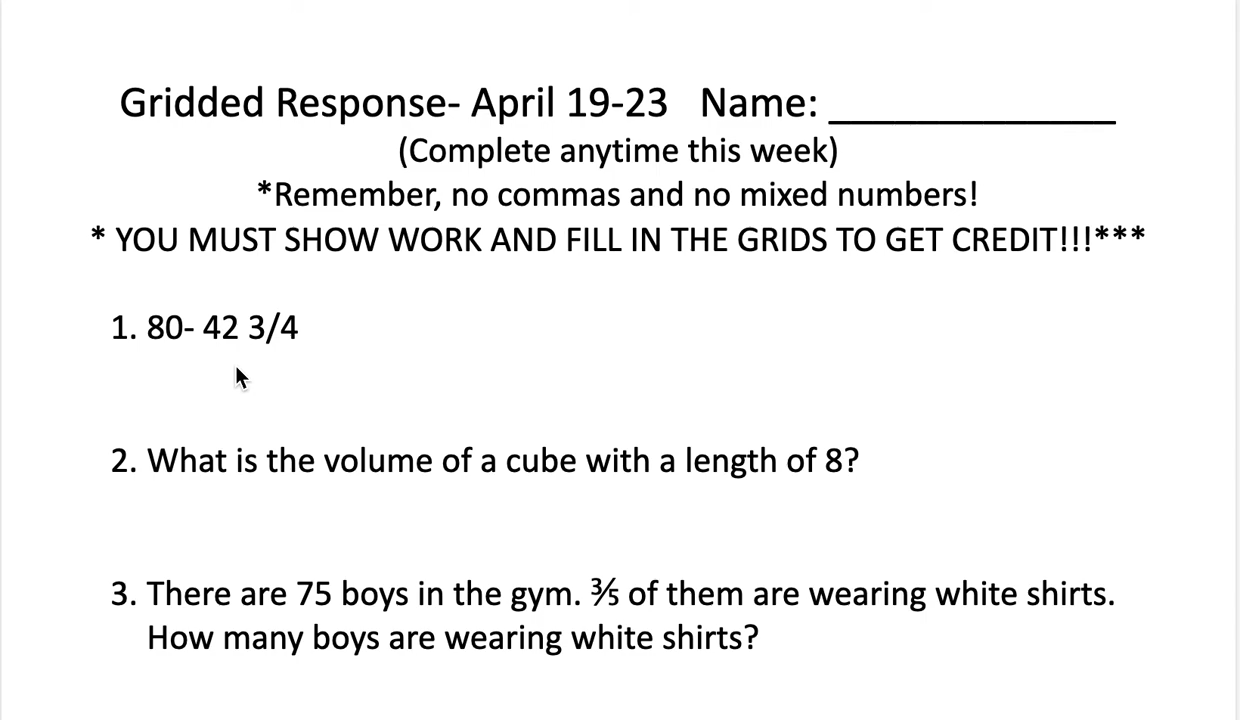 Gridded Response- April 19-23 Name: ______________
(Complete anytime this week)
*Remember, no commas and no mixed numbers!
* YOU MUST SHOW WORK AND FILL IN THE GRIDS TO GET CREDIT!!!***
1. 80- 42 3/4
2. What is the volume of a cube with a length of 8?
3. There are 75 boys in the gym. ⅗ of them are wearing white shirts.
How many boys are wearing white shirts?